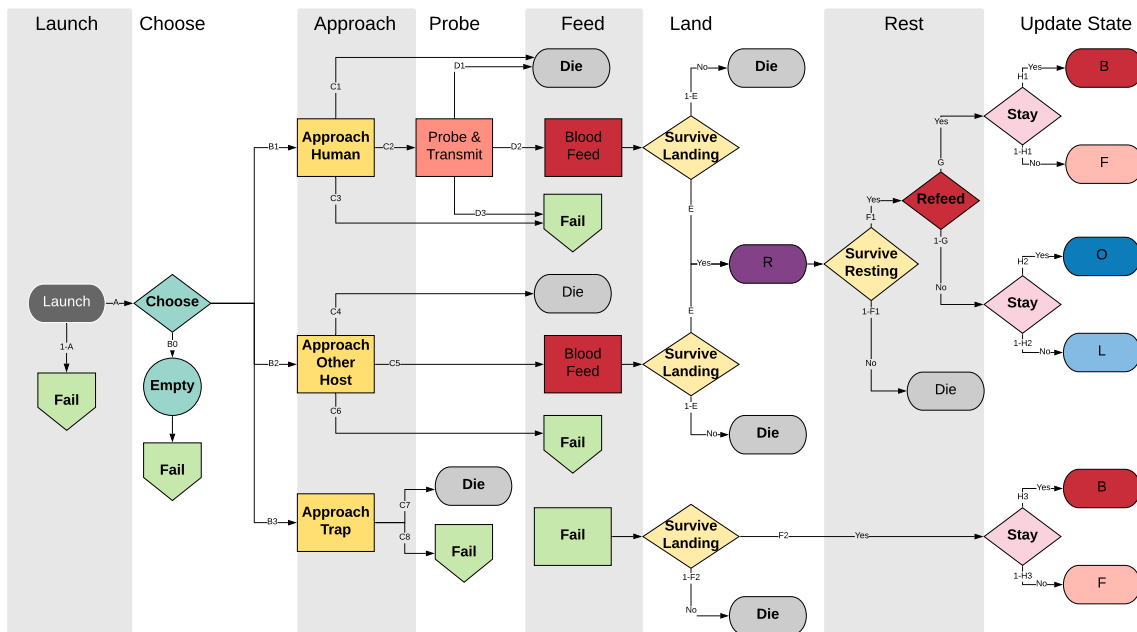 Launch
Choose
Approach
Probe
Feed
Land
Rest
Update State
Launch
A
1-A
Fail
Choose
B0
Empty
Fail
B1
B2
B3
Approach
Human
C1
C2
C3
Probe &
Transmit
D1
D2
D3
Die
Blood
Feed
Fail
Survive
Landing
1-E
No
Die
E
Yes
E
R
Approach
Other
Host
C4
C5
C6
Die
Blood
Feed
Fail
Survive
Landing
1-E
No
Die
Approach
Trap
C7
C8
Die
Fail
Fail
Survive
Landing
F2
Yes
1-F2
No
Die
Survive
Resting
F1
Yes
1-F1
No
Die
Refeed
G
Yes
1-G
No
Stay
H1
Yes
B
1-H1
No
F
Stay
H2
Yes
O
1-H2
No
L
Stay
H3
Yes
B
1-H3
No
F